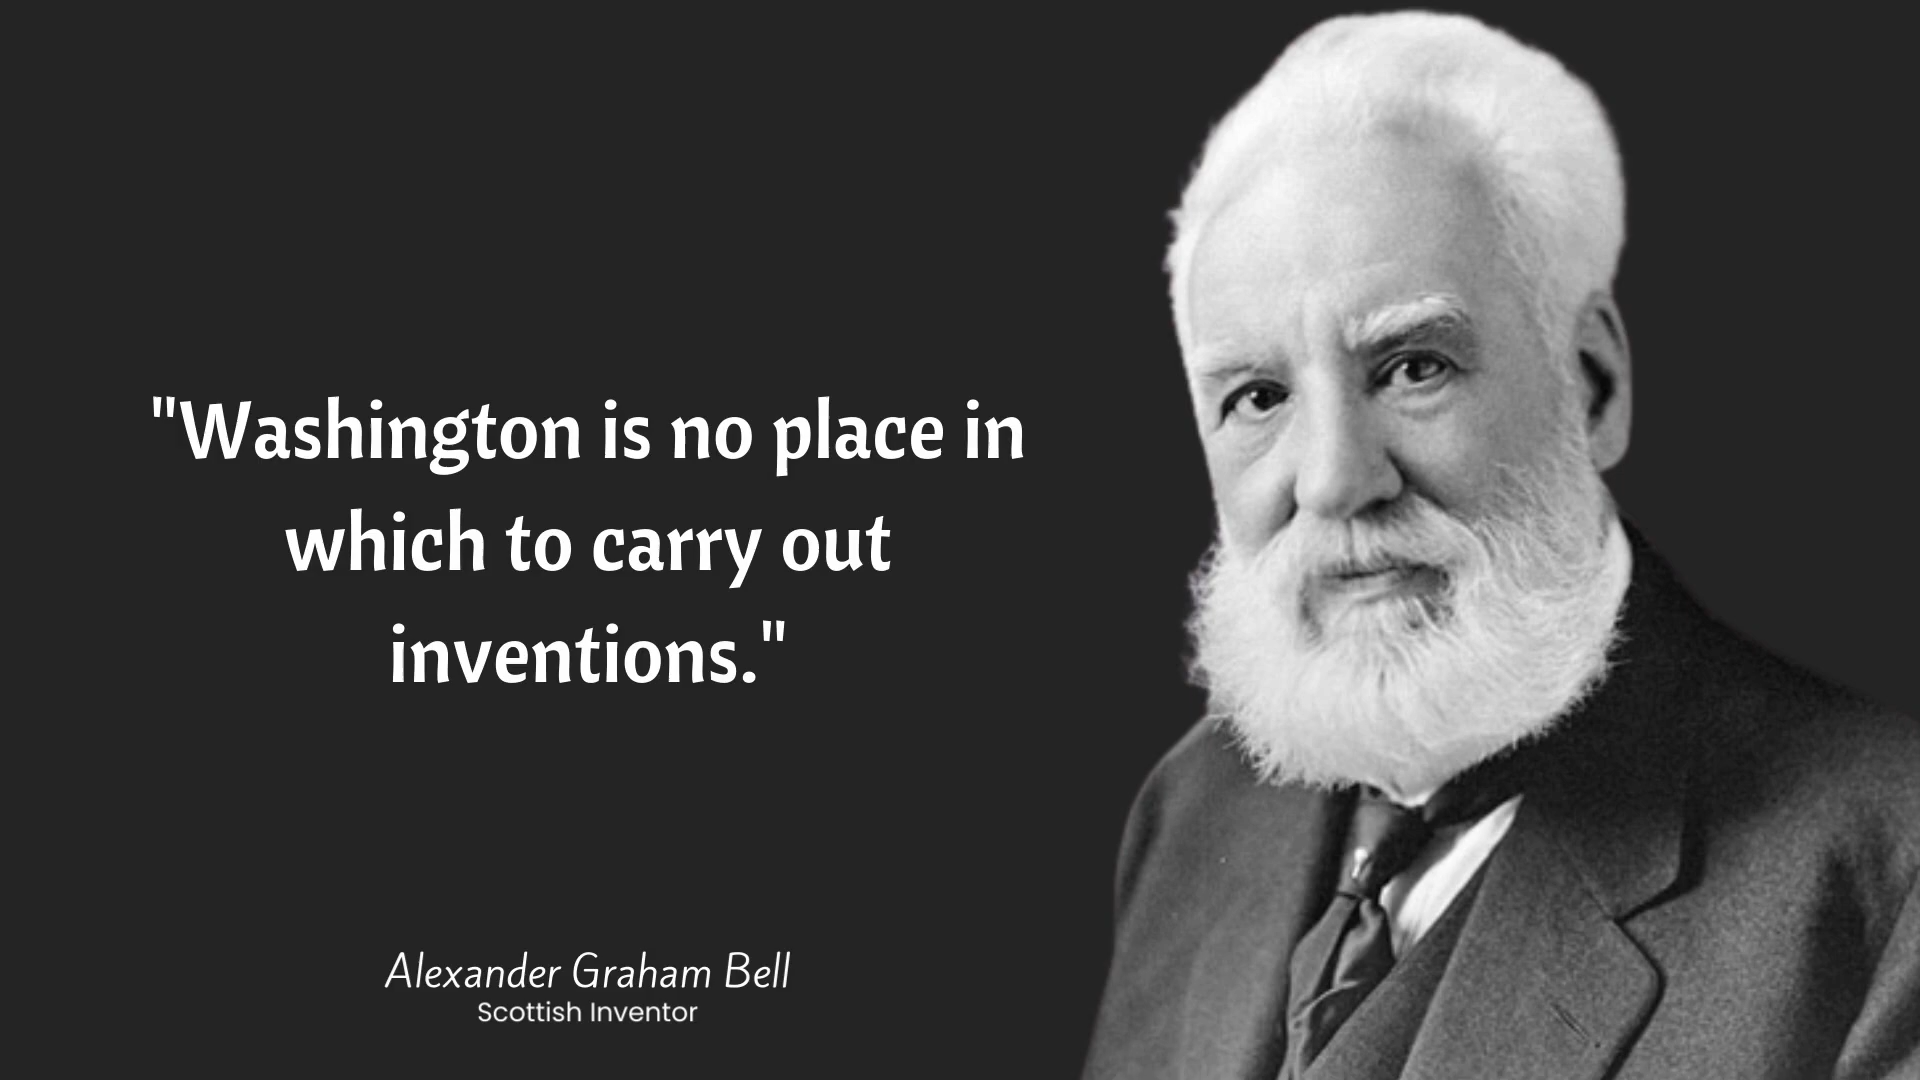 "Washington is no place in
which to carry out
inventions."
Alexander Graham Bell
Scottish Inventor